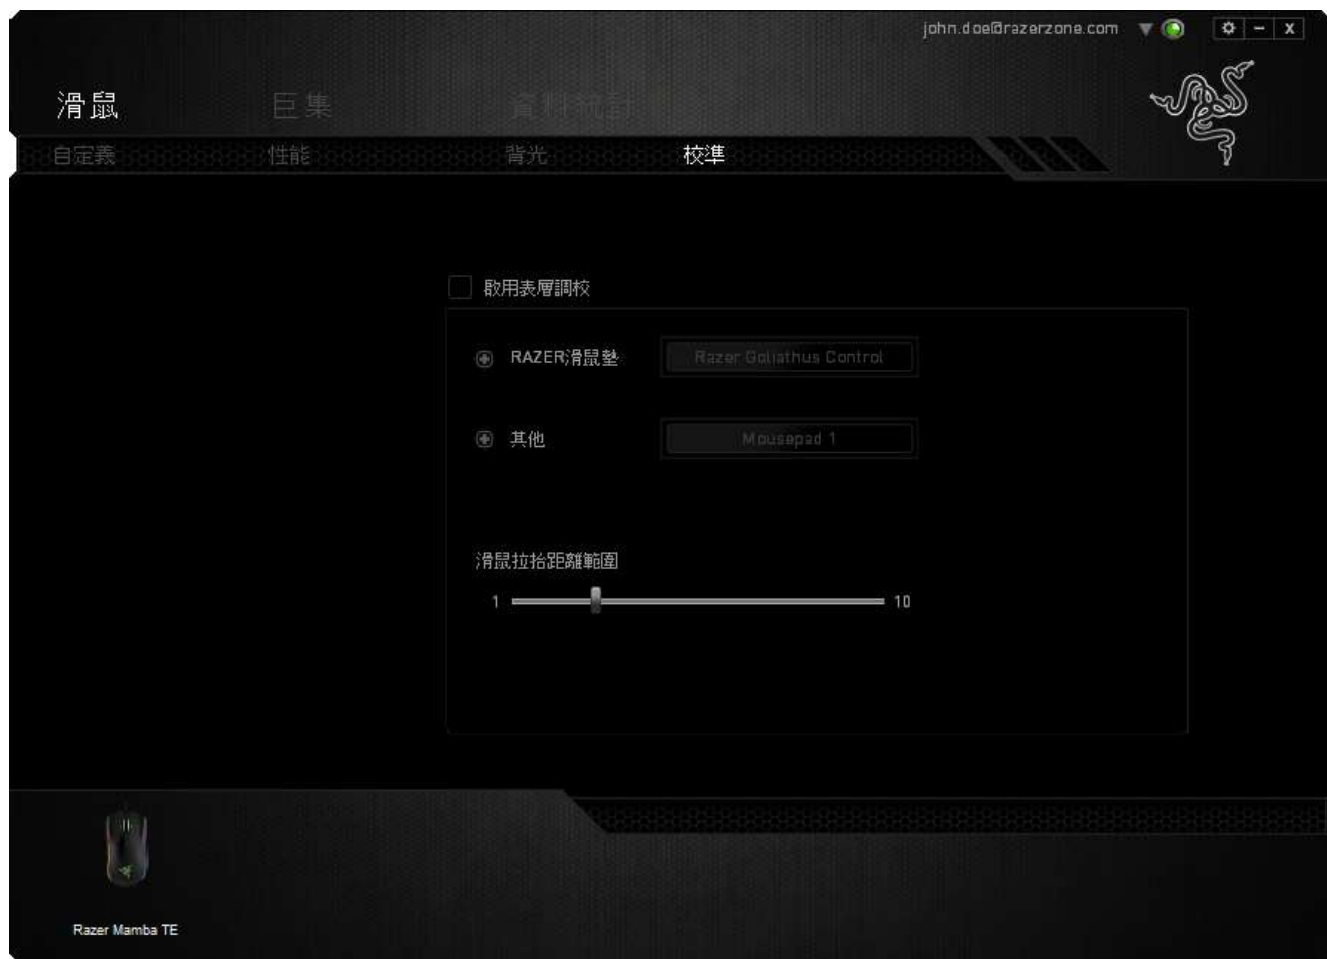 john.doe@razerzone.com
滑鼠 巨集 資料統計
自定義 性能 背光 校準
啟用表層調校
RAZER滑鼠墊 Razer Goliathus Control
其他 Mousepad 1
滑鼠拉抬距離範圍
1 10
Razer Mamba TE